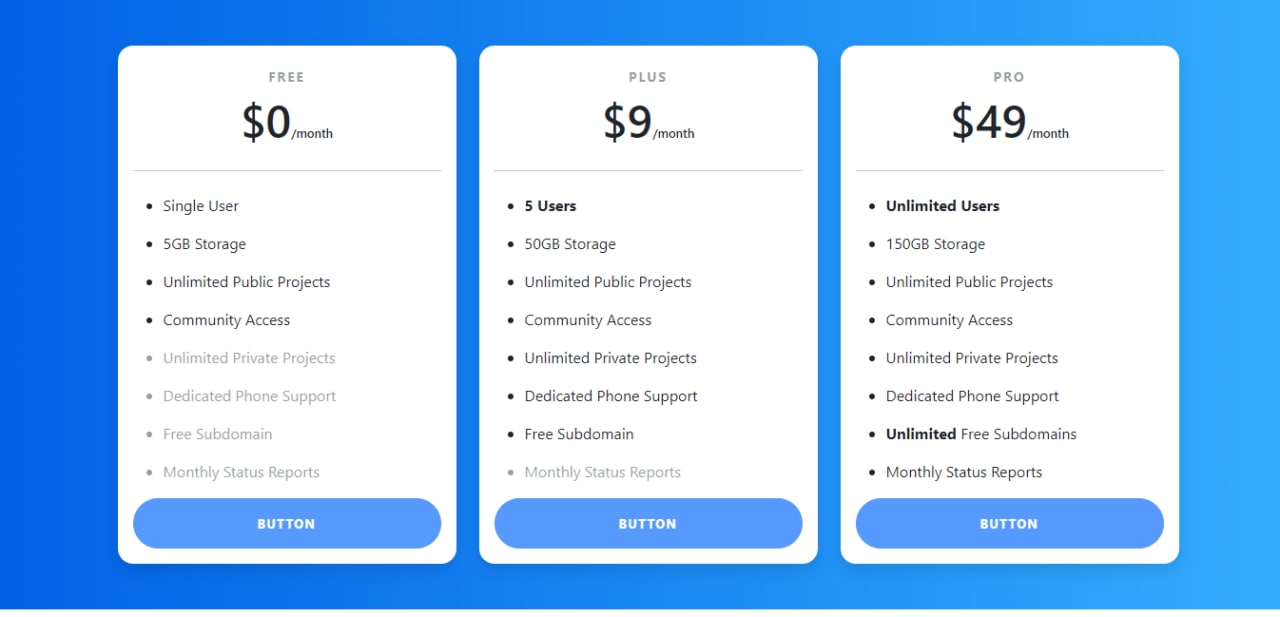 FREE
$0/month
Single User
5GB Storage
Unlimited Public Projects
Community Access
Unlimited Private Projects
Dedicated Phone Support
Free Subdomain
Monthly Status Reports
BUTTON
PLUS
$9/month
5 Users
50GB Storage
Unlimited Public Projects
Community Access
Unlimited Private Projects
Dedicated Phone Support
Free Subdomain
Monthly Status Reports
BUTTON
PRO
$49/month
Unlimited Users
150GB Storage
Unlimited Public Projects
Community Access
Unlimited Private Projects
Dedicated Phone Support
Unlimited Free Subdomains
Monthly Status Reports
BUTTON